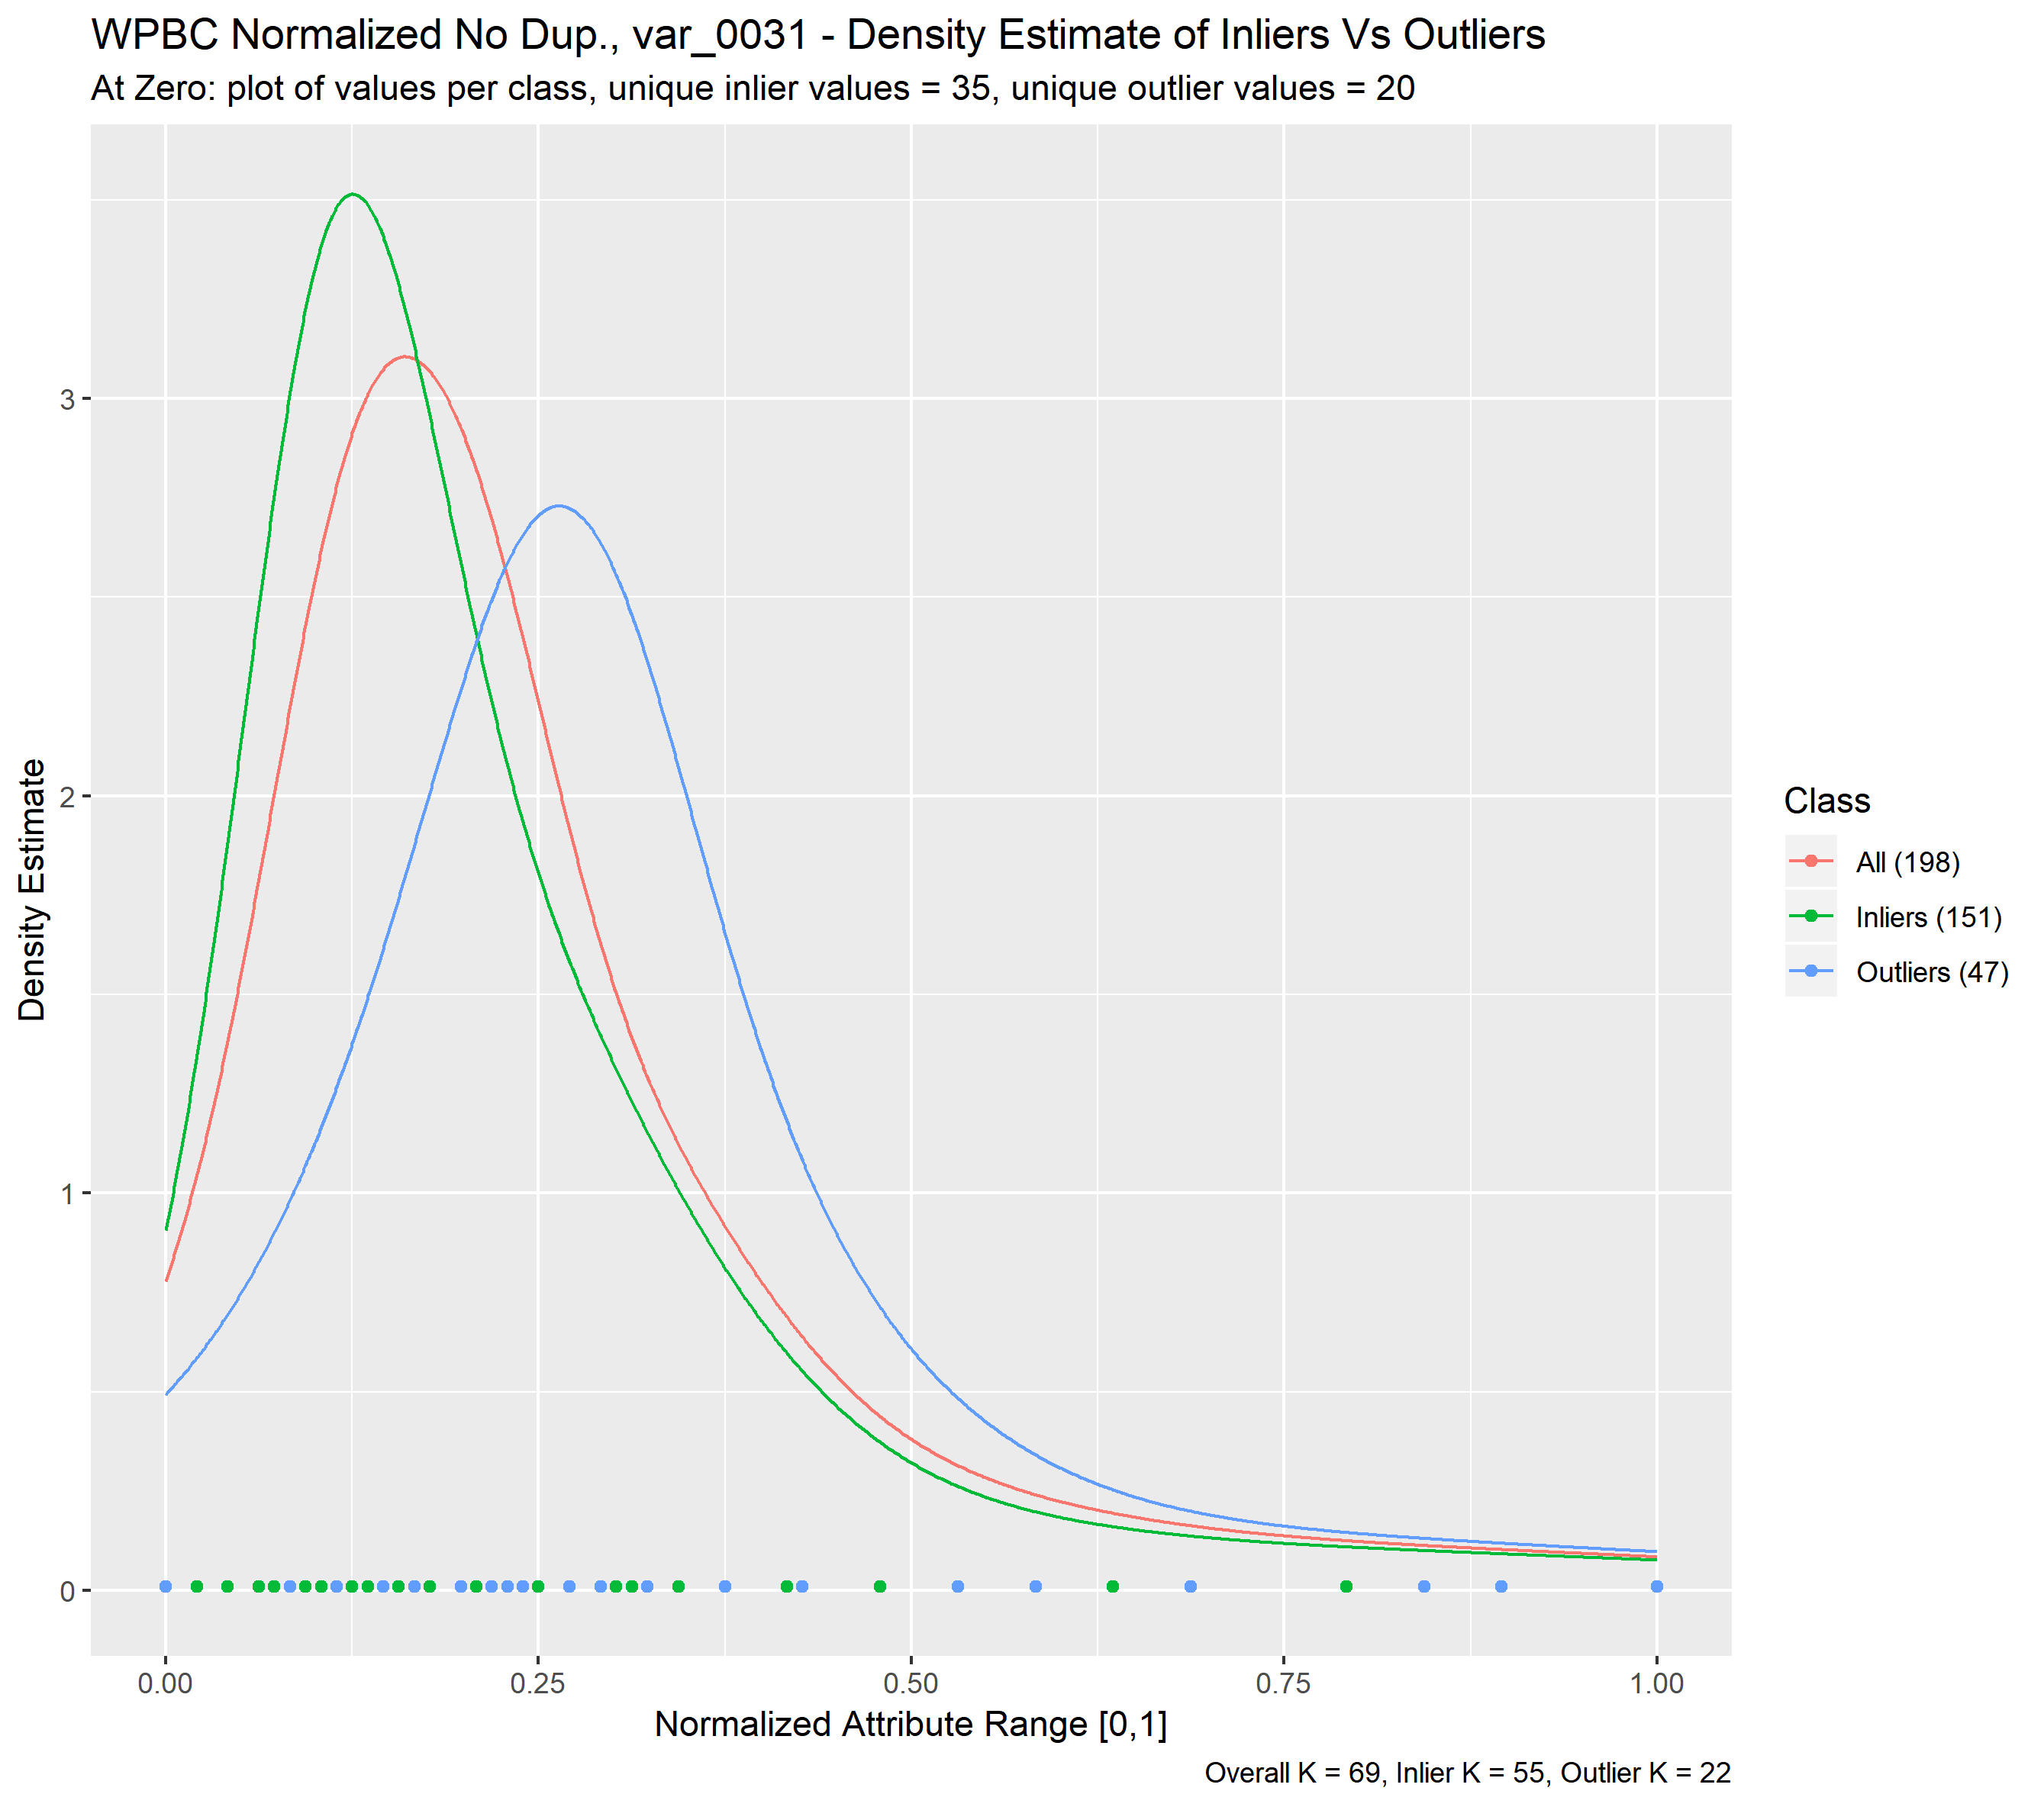 WPBC Normalized No Dup., var_0031 - Density Estimate of Inliers Vs Outliers
At Zero: plot of values per class, unique inlier values = 35, unique outlier values = 20
Density Estimate
3
2
1
0
0.00
0.25
0.50
0.75
1.00
Normalized Attribute Range [0,1]
Overall K = 69, Inlier K = 55, Outlier K = 22
Class
All (198)
Inliers (151)
Outliers (47)